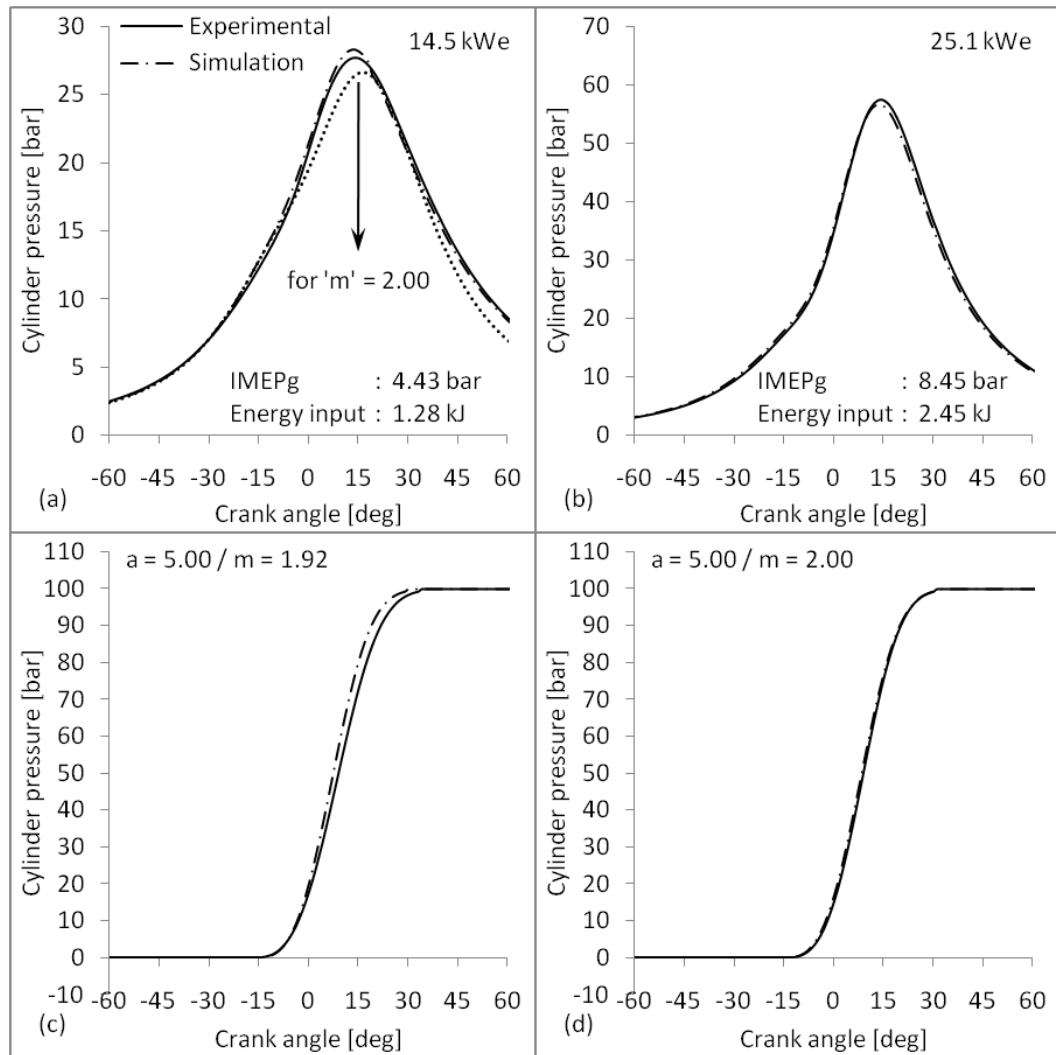 Experimental
Simulation
14.5 kWe
Cylinder pressure [bar]
30
25
20
15
10
5
0
for 'm' = 2.00
IMEPg : 4.43 bar
Energy input : 1.28 kJ
-60 -45 -30 -15 0 15 30 45 60
(a)
Crank angle [deg]
25.1 kWe
Cylinder pressure [bar]
70
60
50
40
30
20
10
0
IMEPg : 8.45 bar
Energy input : 2.45 kJ
-60 -45 -30 -15 0 15 30 45 60
(b)
Crank angle [deg]
a = 5.00 / m = 1.92
Cylinder pressure [bar]
110
100
90
80
70
60
50
40
30
20
10
0
-10
-60 -45 -30 -15 0 15 30 45 60
(c)
Crank angle [deg]
a = 5.00 / m = 2.00
Cylinder pressure [bar]
110
100
90
80
70
60
50
40
30
20
10
0
-10
-60 -45 -30 -15 0 15 30 45 60
(d)
Crank angle [deg]